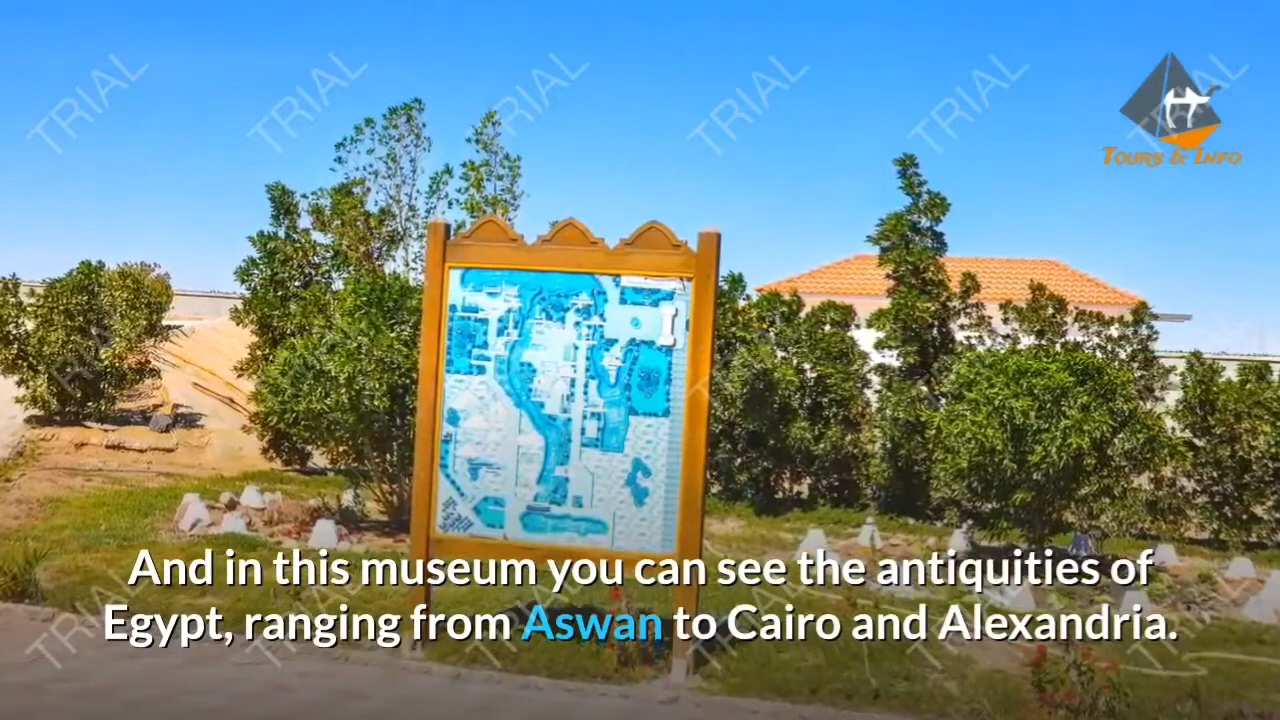 TRIAL TRIAL TRIAL TRIAL TRIAL TRIAL
TOURS & INFO
And in this museum you can see the antiquities of
Egypt, ranging from Aswan to Cairo and Alexandria.